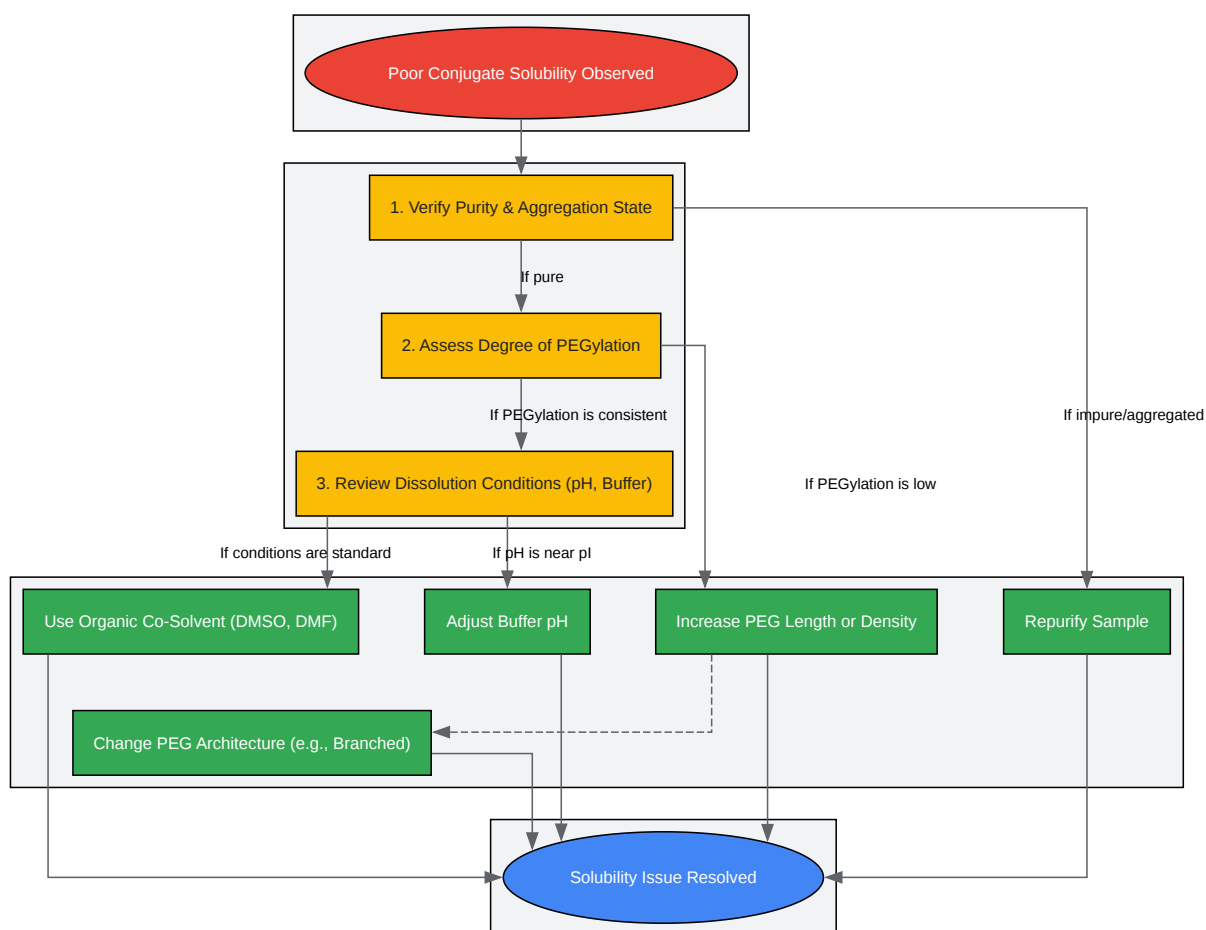 Poor Conjugate Solubility Observed
1. Verify Purity & Aggregation State
If pure
2. Assess Degree of PEGylation
If PEGylation is consistent
If impure/aggregated
3. Review Dissolution Conditions (pH, Buffer)
If PEGylation is low
If conditions are standard
If pH is near pI
Use Organic Co-Solvent (DMSO, DMF)
Adjust Buffer pH
Increase PEG Length or Density
Repurify Sample
Change PEG Architecture (e.g., Branched)
Solubility Issue Resolved